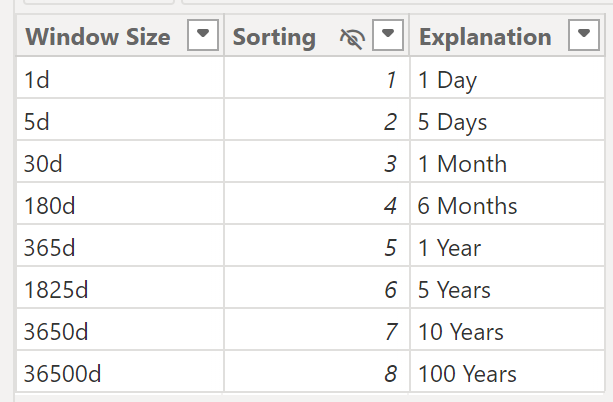 Window Size Sorting Explanation
1d 1 1 Day
5d 2 5 Days
30d 3 1 Month
180d 4 6 Months
365d 5 1 Year
1825d 6 5 Years
3650d 7 10 Years
36500d 8 100 Years